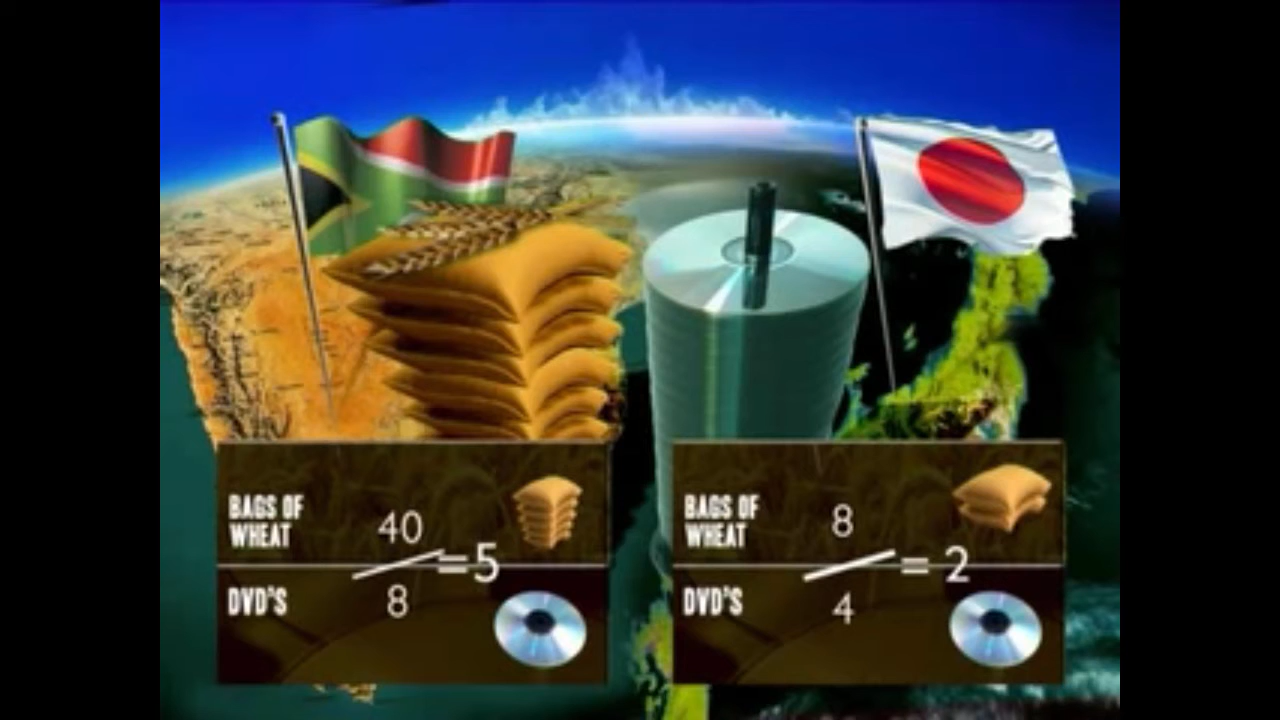 BAGS OF
WHEAT
40
=5
DVD'S
8
BAGS OF
WHEAT
8
= 2
DVD'S
4